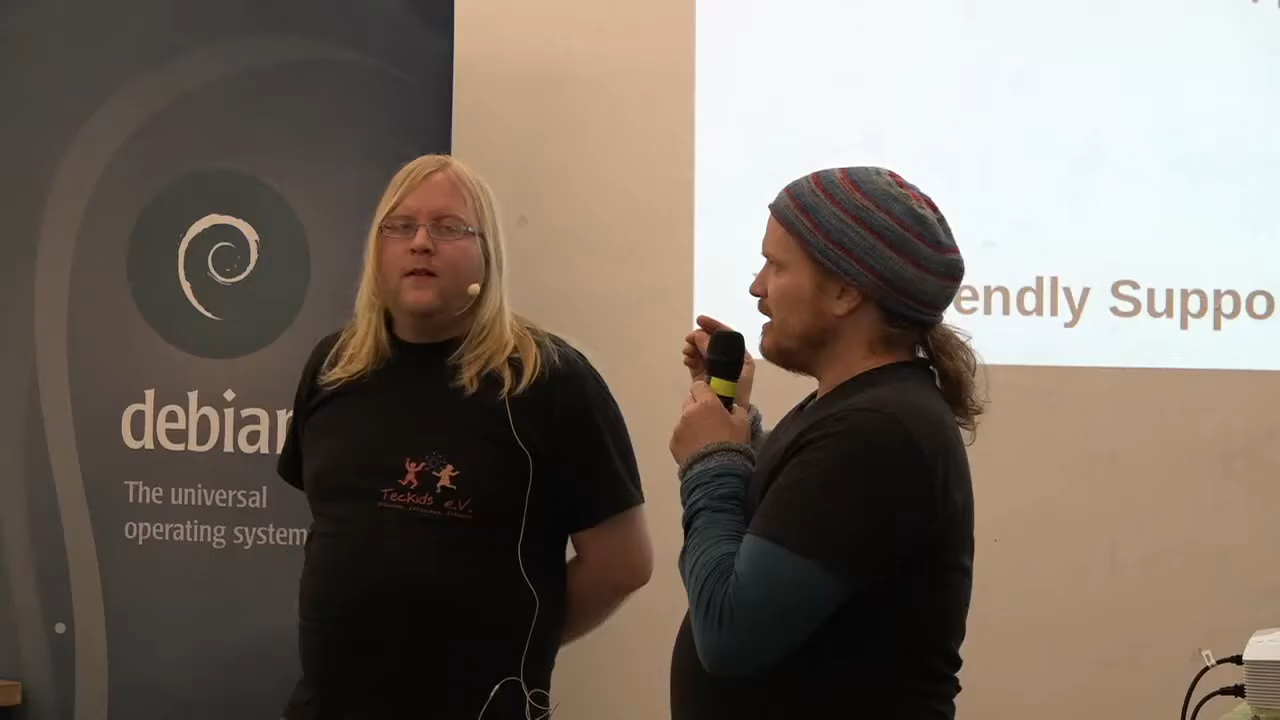 debian
The universal
operating system
Teckids e.V.
endly Suppo